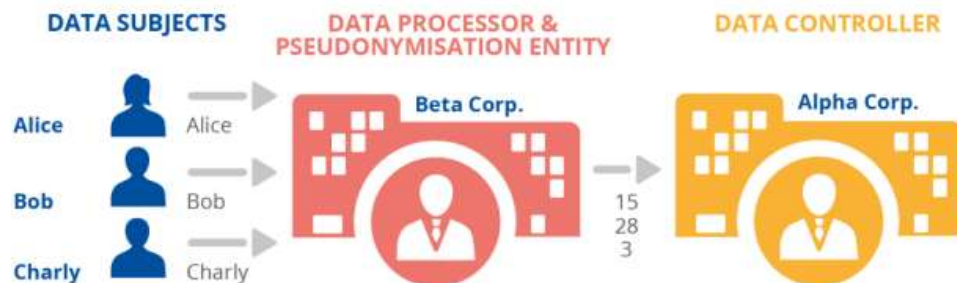 DATA SUBJECTS
DATA PROCESSOR &
PSEUDONYMISATION ENTITY
DATA CONTROLLER
Beta Corp.
Alpha Corp.
Alice
Alice
Bob
Bob
Charly
Charly
15
28
3